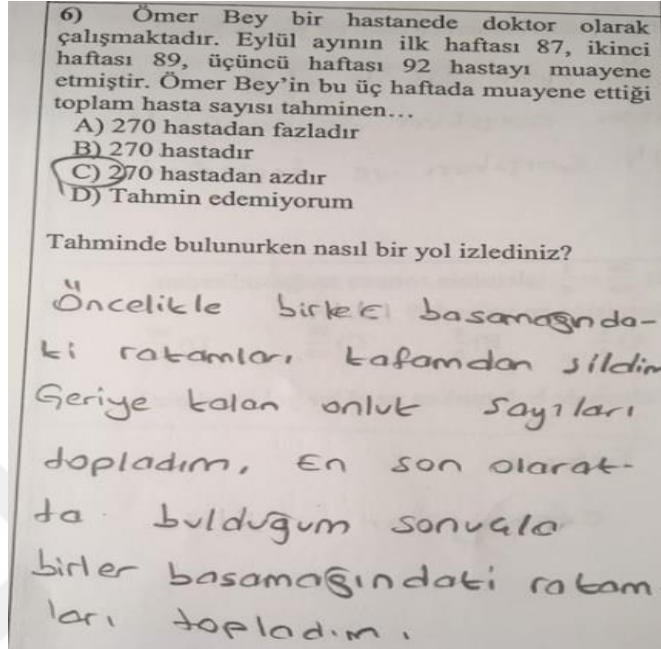 6) Ömer Bey bir hastanede doktor olarak
çalışmaktadır. Eylül ayının ilk haftası 87, ikinci
haftası 89, üçüncü haftası 92 hastayı muayene
etmiştir. Ömer Bey'in bu üç haftada muayene ettiği
toplam hasta sayısı tahminen...
A) 270 hastadan fazladır
B) 270 hastadır
C) 270 hastadan azdır
D) Tahmin edemiyorum
Tahminde bulunurken nasıl bir yol izlediniz?
Öncelikle basamağında-
ki rakamları kafamdan sildim
Geriye kalan onluk sayıları
topladım. En son olarak-
ta bulduğum sonuçla
birler basamağındaki rakam
ları topladım.